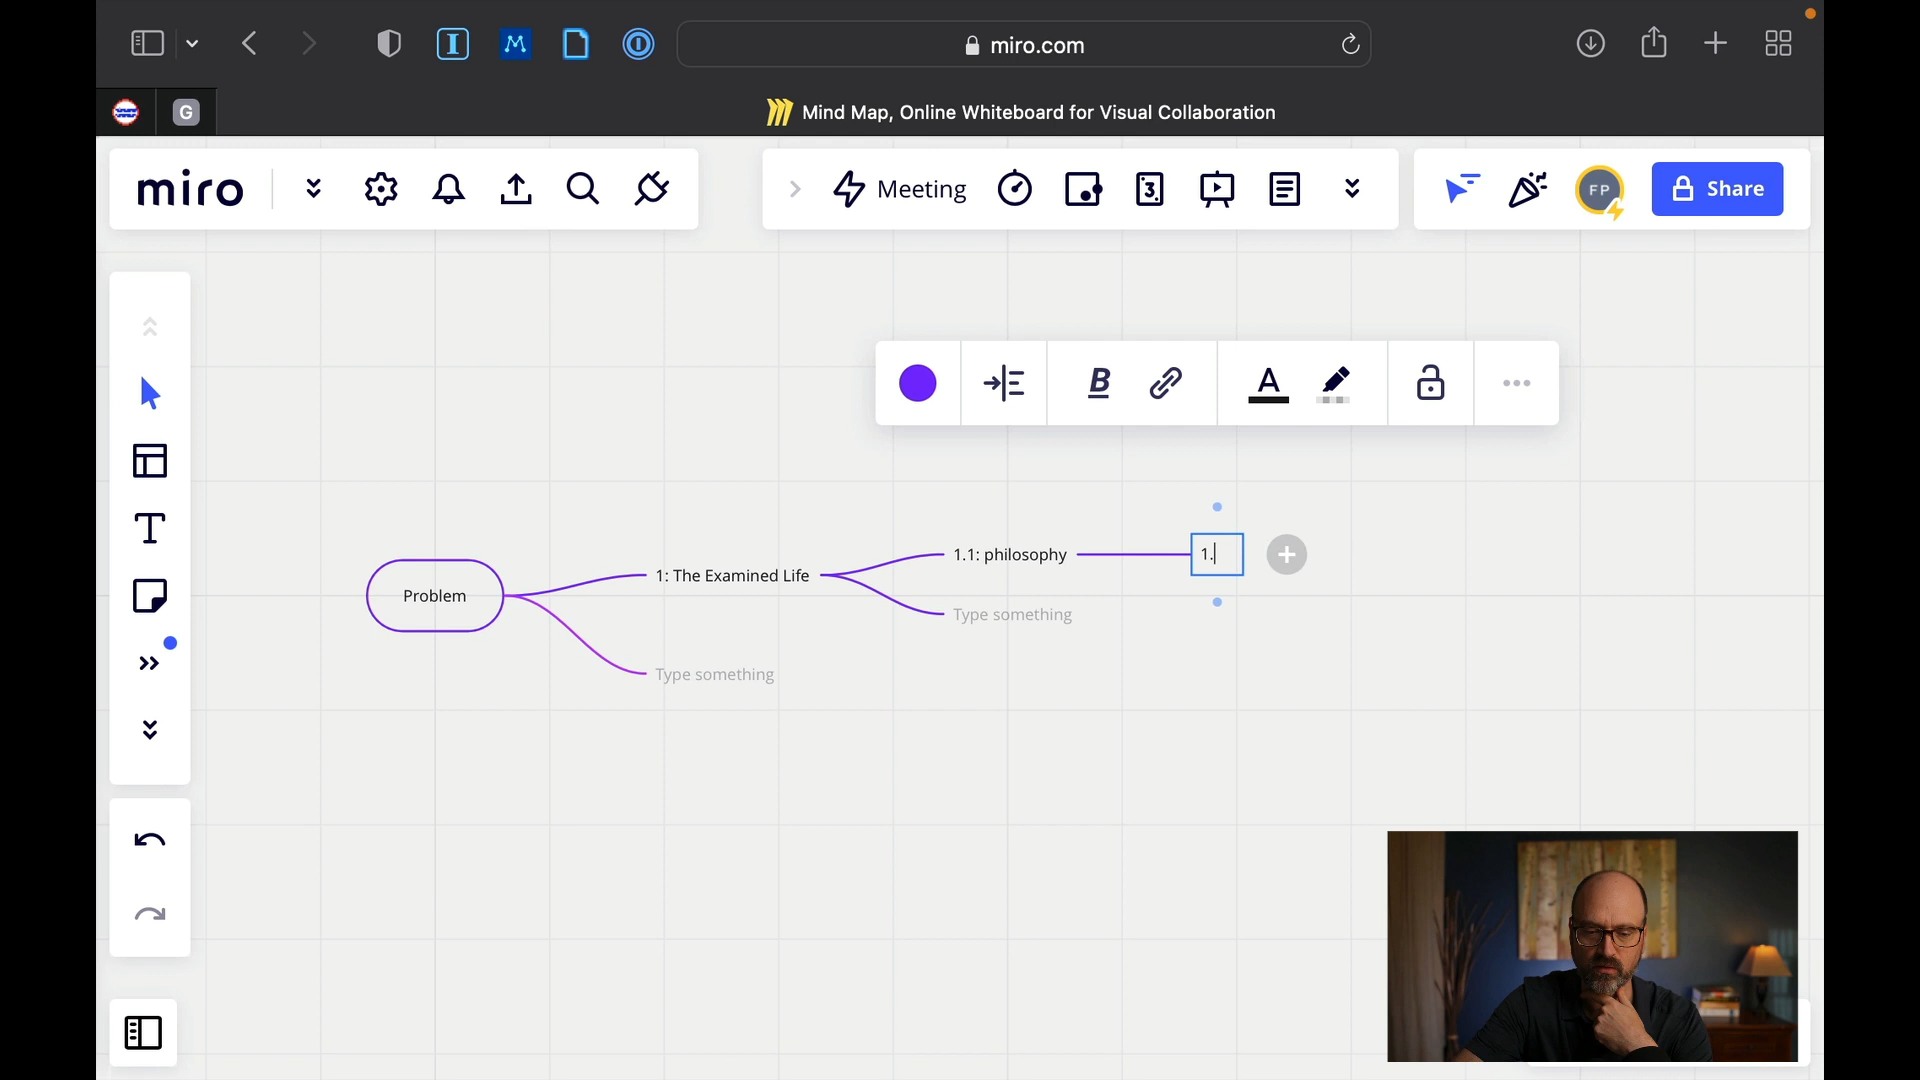 miro.com
G
Mind Map, Online Whiteboard for Visual Collaboration
miro
Meeting
3
FP
Share
B
A
1.1: philosophy
1.
1: The Examined Life
Problem
Type something
Type something